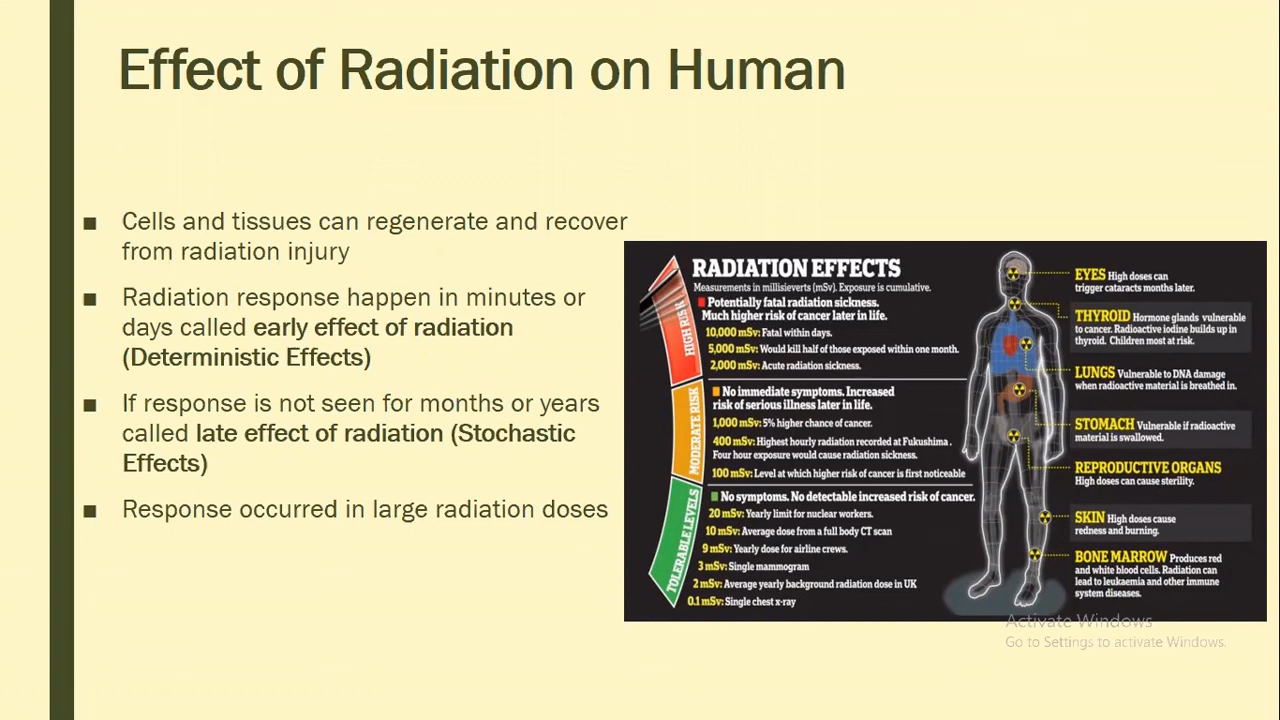 Effect of Radiation on Human
■ Cells and tissues can regenerate and recover
from radiation injury
■ Radiation response happen in minutes or
days called early effect of radiation
(Deterministic Effects)
■ If response is not seen for months or years
called late effect of radiation (Stochastic
Effects)
■ Response occurred in large radiation doses
RADIATION EFFECTS
Measurements in millisieverts (mSv). Exposure is cumulative.
HIGH RISK
Potentially fatal radiation sickness.
Much higher risk of cancer later in life.
10,000 mSv: Fatal within days.
5,000 mSv: Would kill half of those exposed within one month.
2,000 mSv: Acute radiation sickness.
MODERATE RISK
No immediate symptoms. Increased
risk of serious illness later in life.
1,000 mSv: 5% higher chance of cancer.
400 mSv: Highest hourly radiation recorded at Fukushima.
Four hour exposure would cause radiation sickness.
100 mSv: Level at which higher risk of cancer is first noticeable
TOLERABLE LEVELS
No symptoms. No detectable increased risk of cancer.
20 mSv: Yearly limit for nuclear workers.
10 mSv: Average dose from a full body CT scan
9 mSv: Yearly dose for airline crews.
3 mSv: Single mammogram
2 mSv: Average yearly background radiation dose in UK
0.1 mSv: Single chest x-ray
EYES High doses can
trigger cataracts months later.
THYROID Hormone glands vulnerable
to cancer. Radioactive iodine builds up in
thyroid. Children most at risk.
LUNGS Vulnerable to DNA damage
when radioactive material is breathed in.
STOMACH Vulnerable if radioactive
material is swallowed.
REPRODUCTIVE ORGANS
High doses can cause sterility.
SKIN High doses cause
redness and burning.
BONE MARROW Produces red
and white blood cells. Radiation can
lead to leukaemia and other immune
system diseases.
Activate Windows
Go to Settings to activate Windows.